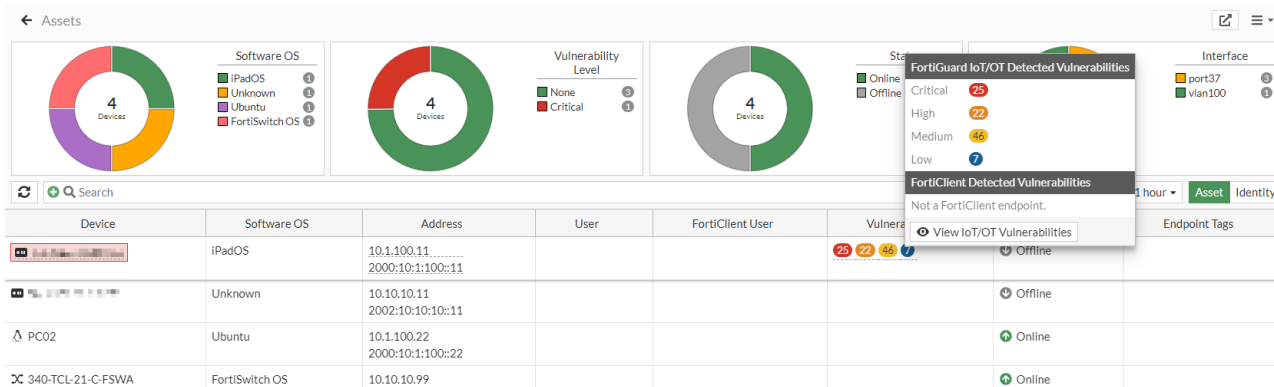 Assets
Software OS
iPadOS 1
Unknown 1
Ubuntu 1
FortiSwitch OS 1
4
Devices
Vulnerability
Level
None 3
Critical 1
4
Devices
Online
Offline
4
Devices
Interface
port37 3
vlan100 1
FortiGuard IoT/OT Detected Vulnerabilities
Critical 25
High 22
Medium 46
Low 7
FortiClient Detected Vulnerabilities
Not a FortiClient endpoint.
View IoT/OT Vulnerabilities
Search
1 hour Asset Identity
Device Software OS Address User FortiClient User Endpoint Tags
iPadOS 10.1.100.11 25 22 46 7 Offline
2000:10:1:100::11
Unknown 10.10.10.11 Offline
2002:10:10:10::11
PC02 Ubuntu 10.1.100.22 Online
2000:10:1:100::22
340-TCL-21-C-FSWA FortiSwitch OS 10.10.10.99 Online